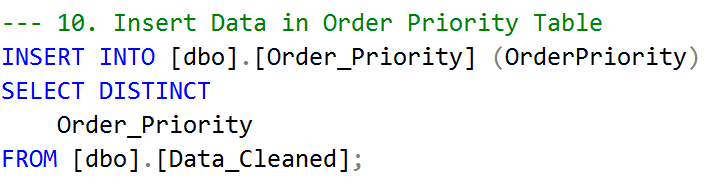 --- 10. Insert Data in Order Priority Table
INSERT INTO [dbo].[Order_Priority] (OrderPriority)
SELECT DISTINCT
    Order_Priority
FROM [dbo].[Data_Cleaned];